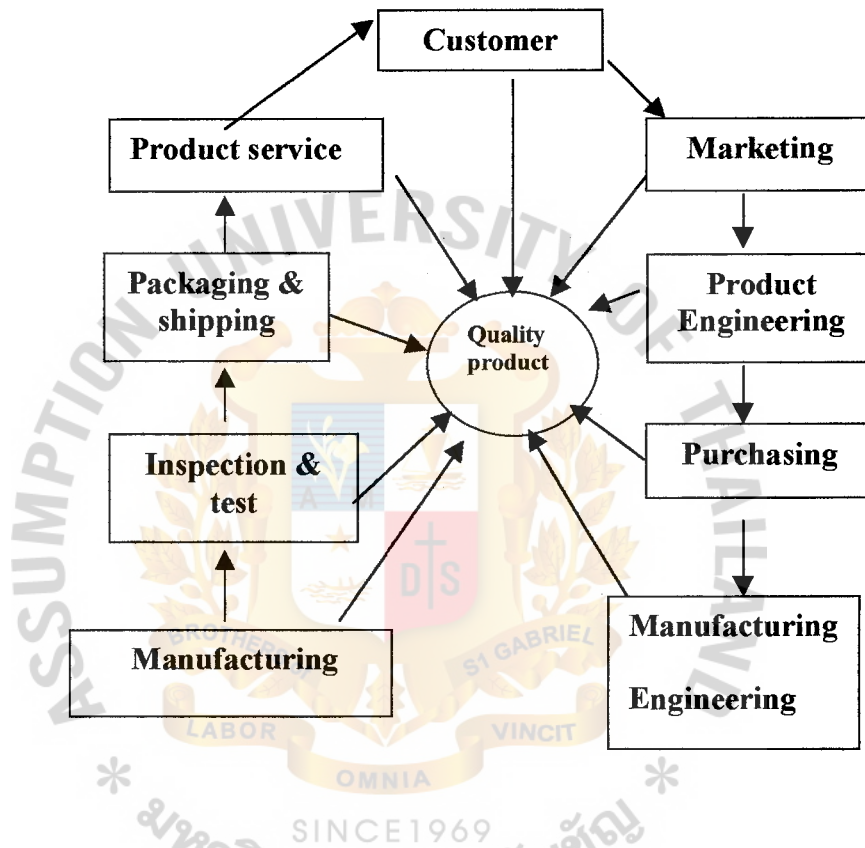 Customer
Product service
Marketing
Packaging &
shipping
Product
Engineering
Quality
product
Inspection &
test
Purchasing
Manufacturing
Manufacturing
Engineering
ASSUMPTION UNIVERSITY OF THAILAND
A M
D S
BROTHERS OF
ST GABRIEL
LABOR
VINCIT
OMNIA
SINCE1969